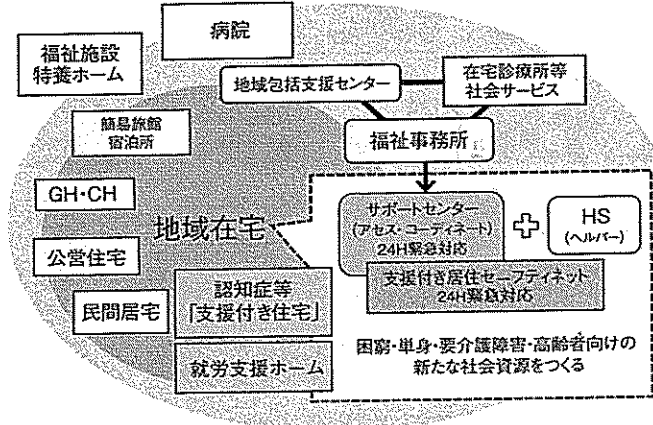 病院
福祉施設
特養ホーム
地域包括支援センター
在宅診療所等
社会サービス
簡易旅館
宿泊所
福祉事務所
GH・CH
地域在宅
サポートセンター
(アセス・コーディネート)
24H緊急対応
HS
(ヘルパー)
公営住宅
支援付き居住セーフティネット
24H緊急対応
認知症等
「支援付き住宅」
民間居宅
就労支援ホーム
困窮・単身・要介護障害・高齢者向けの
新たな社会資源をつくる